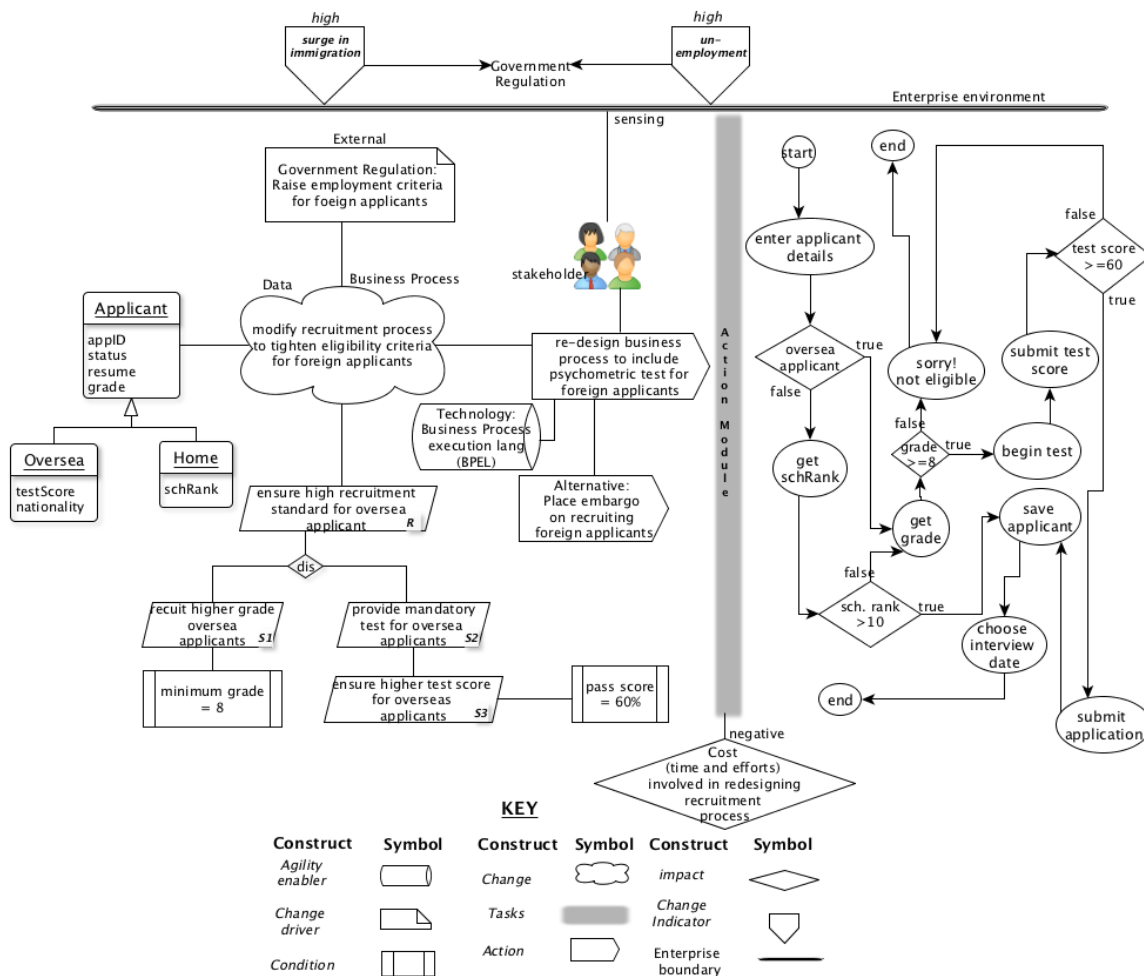 high
surge in
immigration
high
un-
employment
Government
Regulation
Enterprise environment
sensing
External
Government Regulation:
Raise employment criteria
for foeign applicants
stakeholder
Data
Business Process
modify recruitment process
to tighten eligibility criteria
for foreign applicants
Applicant
appID
status
resume
grade
Oversea
testScore
nationality
Home
schRank
re-design business
process to include
psychometric test for
foreign applicants
Technology:
Business Process
execution lang
(BPEL)
Alternative:
Place embargo
on recruiting
foreign applicants
ensure high recruitment
standard for oversea
applicant
R
dis
recuit higher grade
oversea
applicants
S1
provide mandatory
test for oversea
applicants
S2
minimum grade
= 8
ensure higher test score
for overseas
applicants
S3
pass score
= 60%
Action Module
start
enter applicant
details
oversea
applicant
true
false
get
schRank
sch. rank
>10
false
true
get
grade
grade
>=8
false
true
sorry!
not eligible
end
begin test
submit test
score
test score
>=60
false
true
save
applicant
choose
interview
date
end
submit
application
negative
Cost
(time and efforts)
involved in redesigning
recruitment
process
KEY
Construct Symbol Construct Symbol Construct Symbol
Agility
enabler
Change
impact
Change
driver
Tasks
Change
Indicator
Condition
Action
Enterprise
boundary